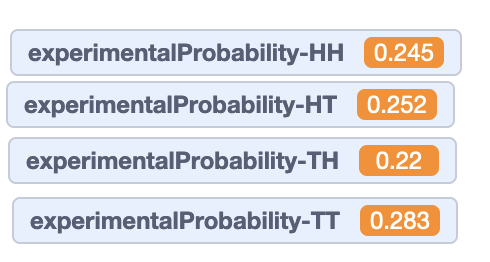 experimentalProbability-HH 0.245
experimentalProbability-HT 0.252
experimentalProbability-TH 0.22
experimentalProbability-TT 0.283